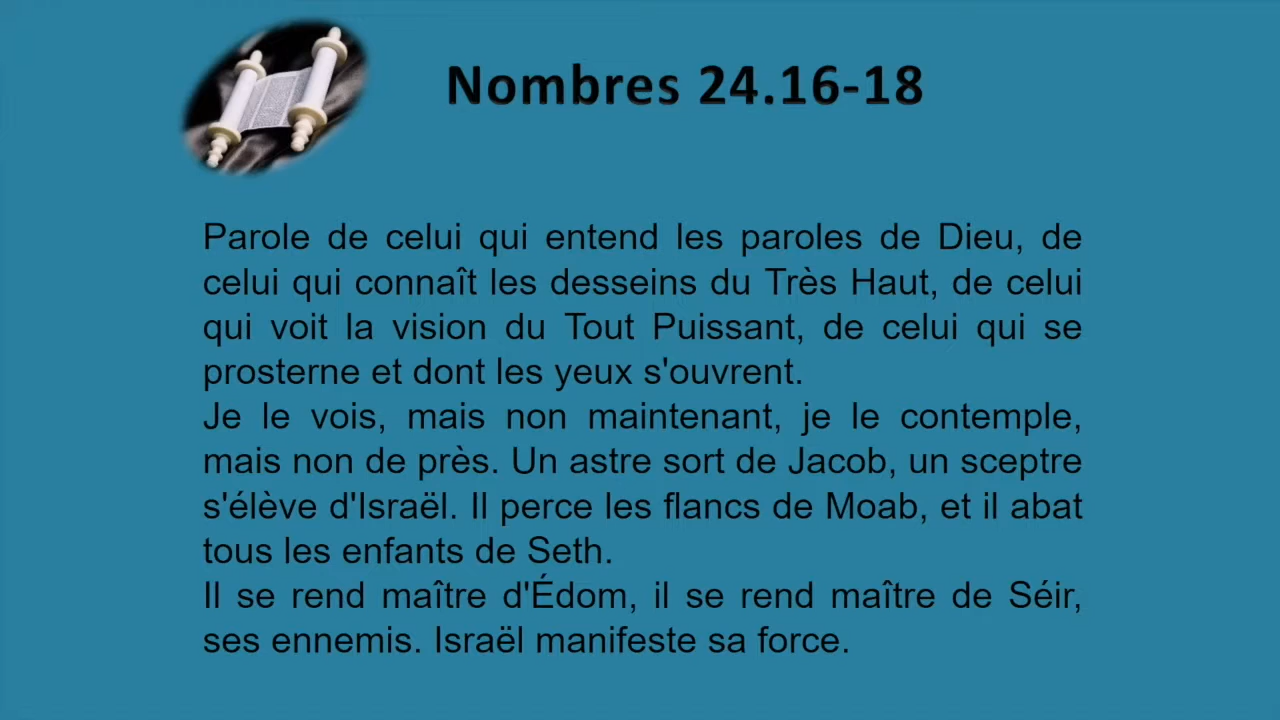 Nombres 24.16-18
Parole de celui qui entend les paroles de Dieu, de
celui qui connaît les desseins du Très Haut, de celui
qui voit la vision du Tout Puissant, de celui qui se
prosterne et dont les yeux s'ouvrent.
Je le vois, mais non maintenant, je le contemple,
mais non de près. Un astre sort de Jacob, un sceptre
s'élève d'Israël. Il perce les flancs de Moab, et il abat
tous les enfants de Seth.
Il se rend maître d'Édom, il se rend maître de Séir,
ses ennemis. Israël manifeste sa force.